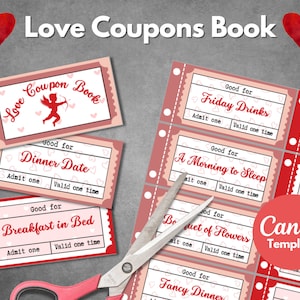 Love Coupons Book
Love Coupon Book
Good for
Dinner Date
Admit one
Valid one time
Good for
Breakfast in Bed
Admit one
Valid one time
Good for
Friday Drinks
Admit one
Valid one time
Good for
A Morning to Sleep
Admit one
Valid one time
Good for
of Flowers
Admit one
Valid one time
Good for
Fancy Dinner